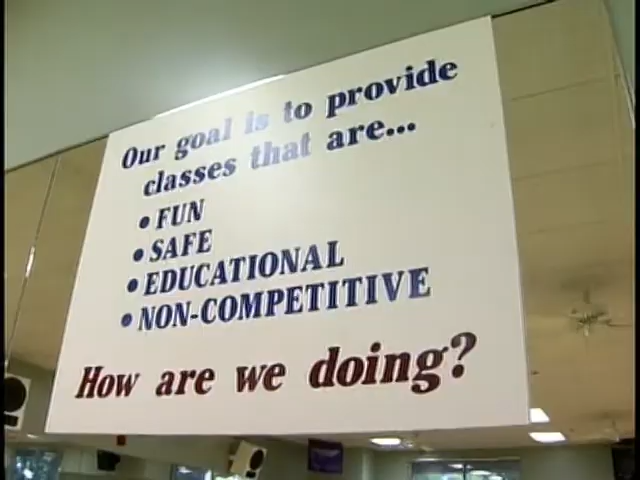 Our goal is to provide
classes that are...
• FUN
• SAFE
• EDUCATIONAL
• NON-COMPETITIVE
How are we doing?